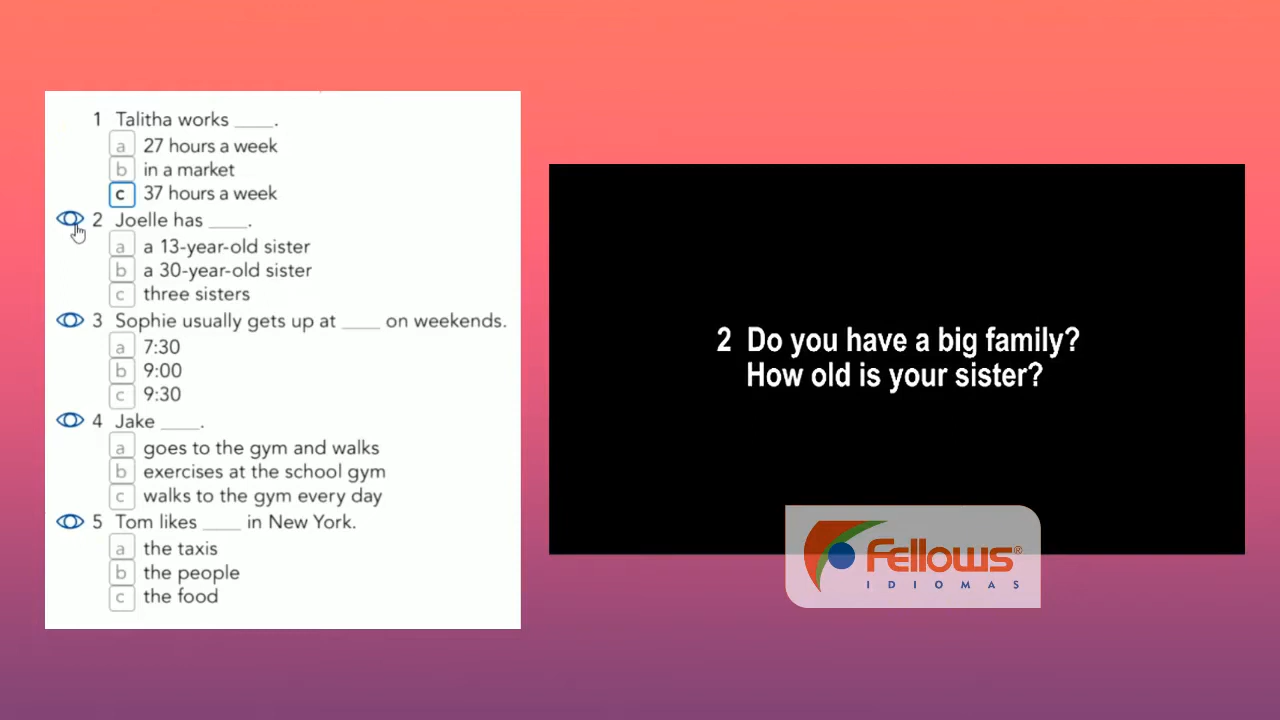 1 Talitha works ____.
a 27 hours a week
b in a market
c 37 hours a week
2 Joelle has ____.
a a 13-year-old sister
b a 30-year-old sister
c three sisters
3 Sophie usually gets up at ____ on weekends.
a 7:30
b 9:00
c 9:30
4 Jake ____.
a goes to the gym and walks
b exercises at the school gym
c walks to the gym every day
5 Tom likes ____ in New York.
a the taxis
b the people
c the food
2 Do you have a big family?
How old is your sister?
Fellows®
IDIOMAS